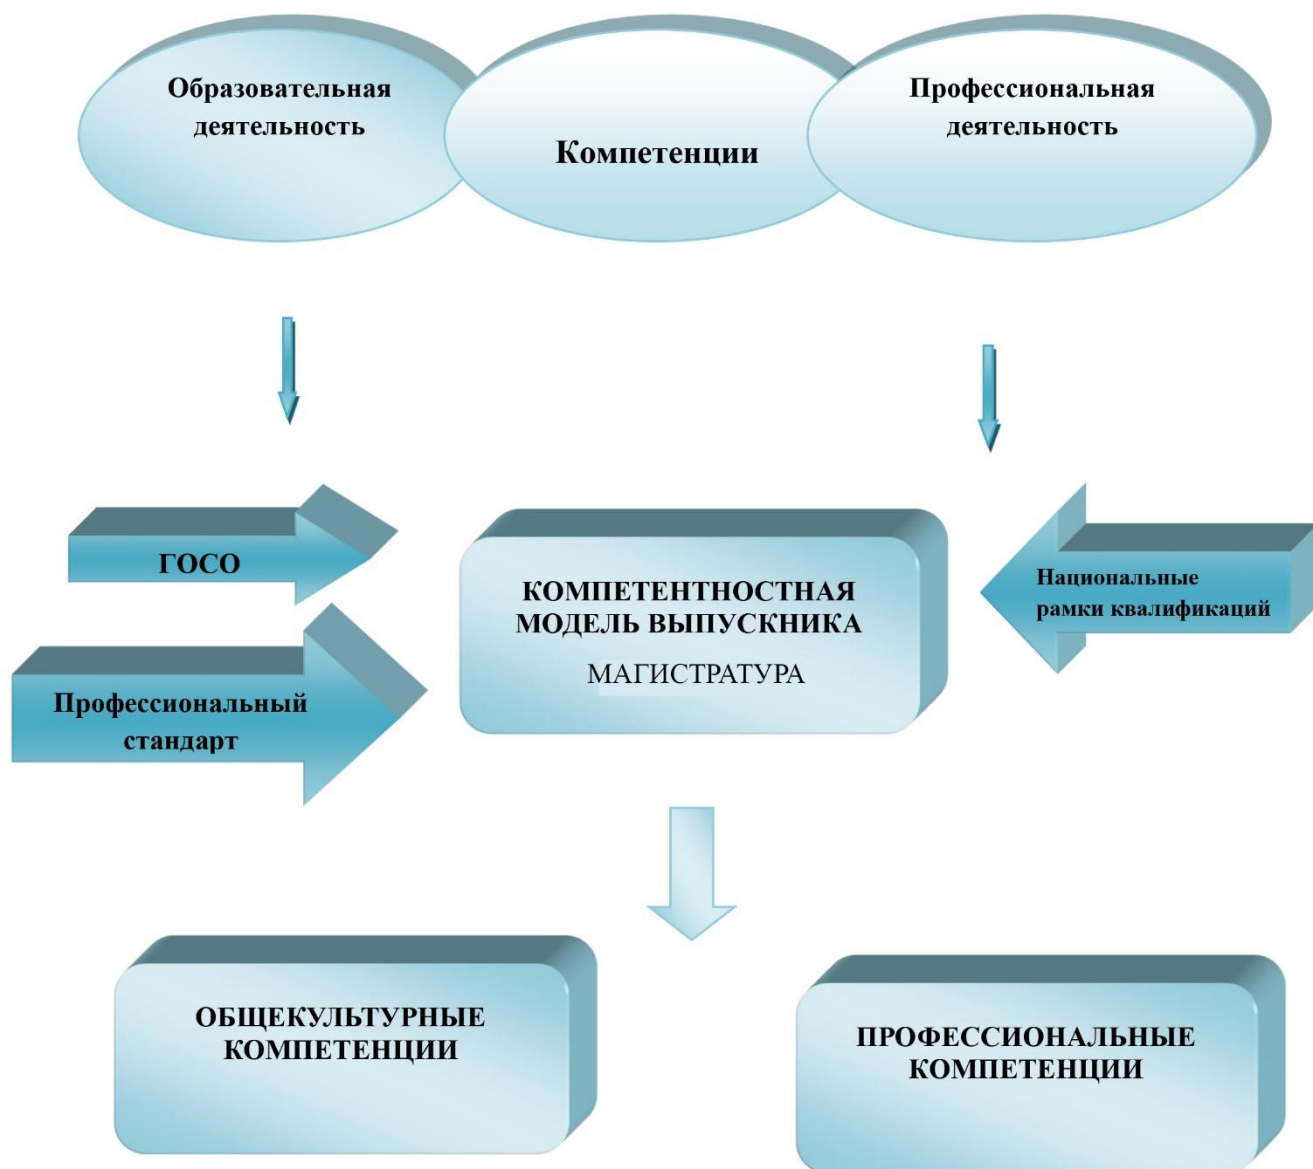 Образовательная
деятельность
Компетенции
Профессиональная
деятельность
ГОСО
Профессиональный
стандарт
КОМПЕТЕНТНОСТНАЯ
МОДЕЛЬ ВЫПУСКНИКА
МАГИСТРАТУРА
Национальные
рамки квалификаций
ОБЩЕКУЛЬТУРНЫЕ
КОМПЕТЕНЦИИ
ПРОФЕССИОНАЛЬНЫЕ
КОМПЕТЕНЦИИ